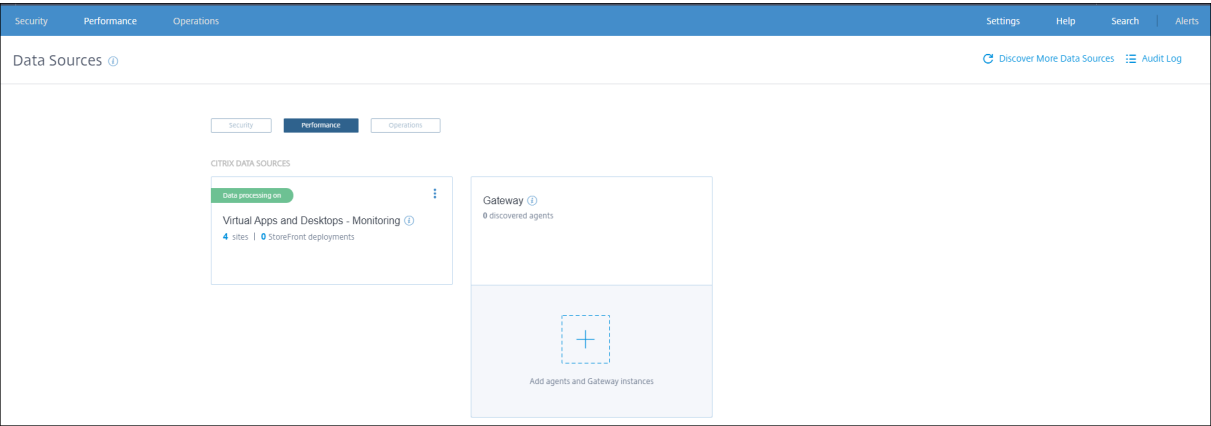 Security Performance Operations Settings Help Search Alerts
Data Sources Discover More Data Sources Audit Log
Security Performance Operations
CITRIX DATA SOURCES
Data processing on
Virtual Apps and Desktops - Monitoring
4 sites | 0 StoreFront deployments
Gateway
0 discovered agents
Add agents and Gateway instances